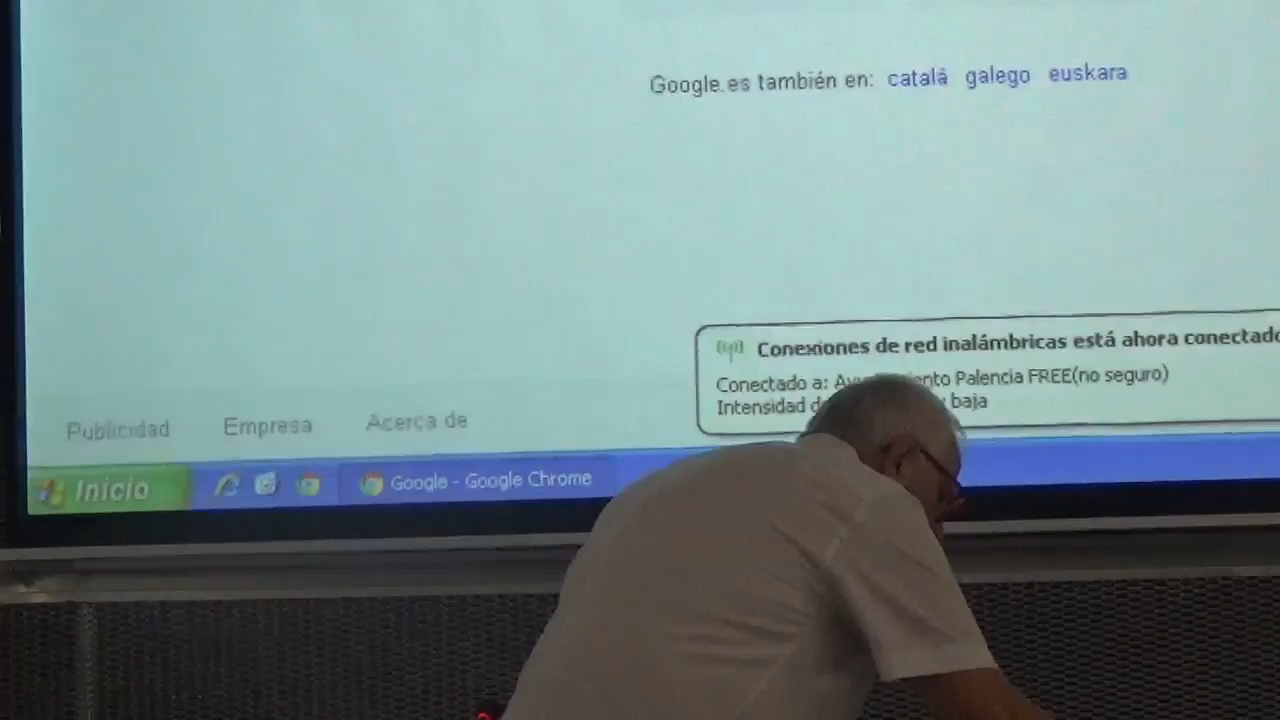 Google.es también en: català galego euskara
Conexiones de red inalámbricas está ahora conectado
Conectado a: Palencia FREE(no seguro)
Intensidad baja
Publicidad Empresa Acerca de
Inicio Google - Google Chrome